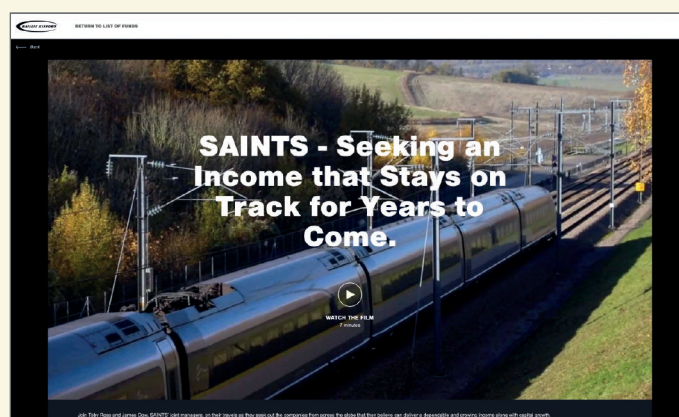 BAILLIE GIFFORD
RETURN TO LIST OF FUNDS
Back
SAINTS - Seeking an
Income that Stays on
Track for Years to
Come.
WATCH THE FILM
7 minutes
Join Toby Ross and James Dow, SAINTS' joint managers, on their travels as they seek out the companies from across the globe that they believe can deliver a dependable and growing income along with capital growth.